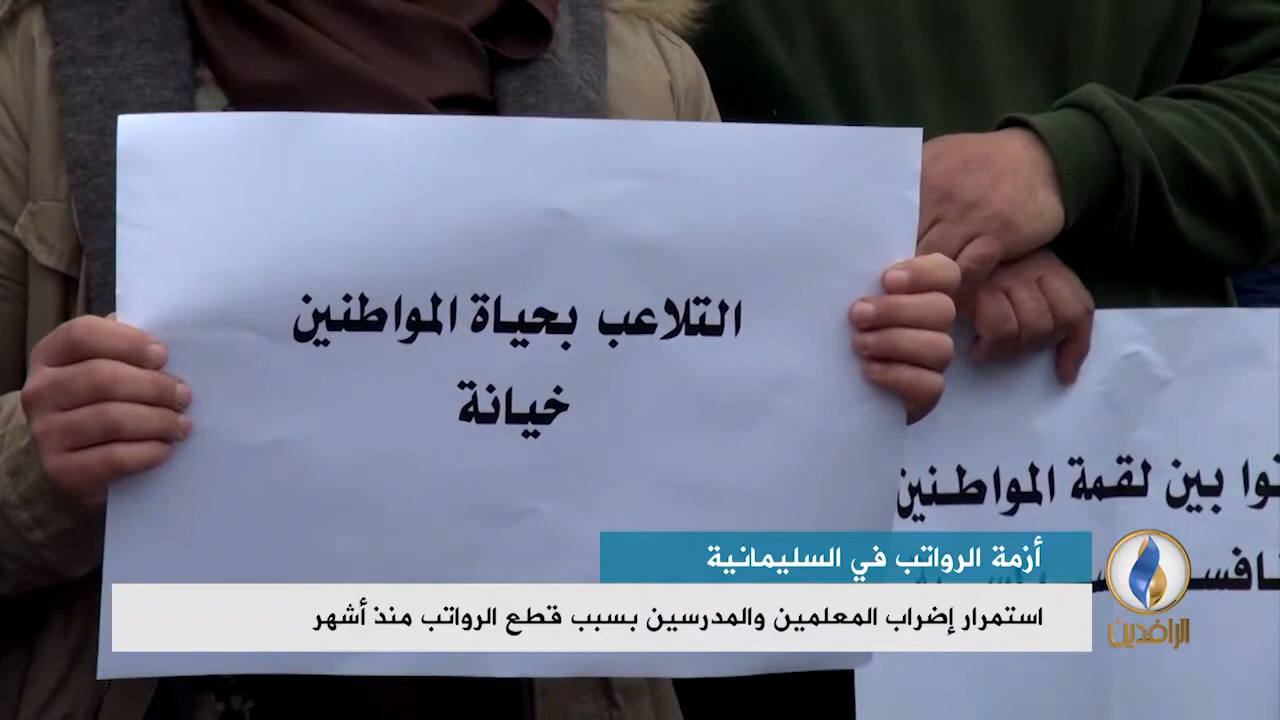 التلاعب بحياة المواطنين
خيانة
بين لقمة المواطنين
أزمة الرواتب في السليمانية
استمرار إضراب المعلمين والمدرسين بسبب قطع الرواتب منذ أشهر
الرافدين